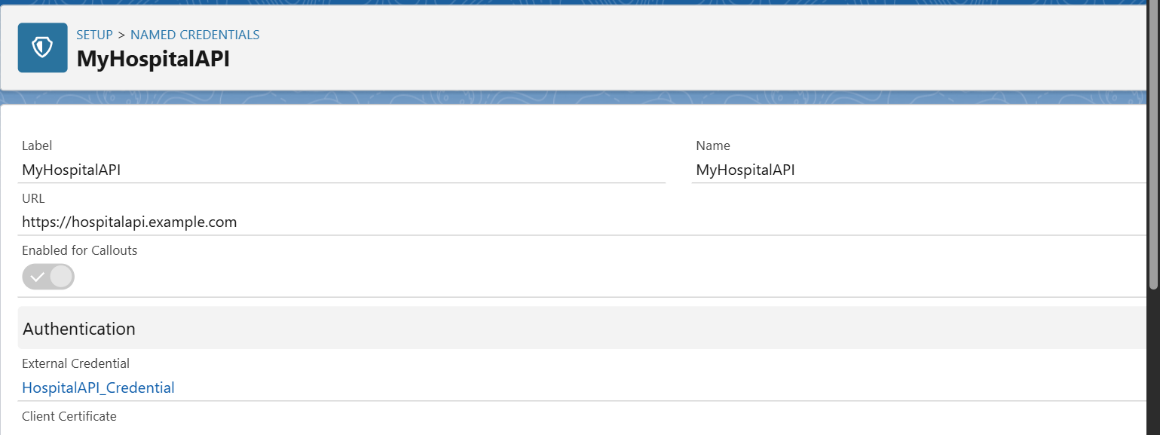 SETUP > NAMED CREDENTIALS
MyHospitalAPI
Label
MyHospitalAPI
Name
MyHospitalAPI
URL
https://hospitalapi.example.com
Enabled for Callouts
Authentication
External Credential
HospitalAPI_Credential
Client Certificate